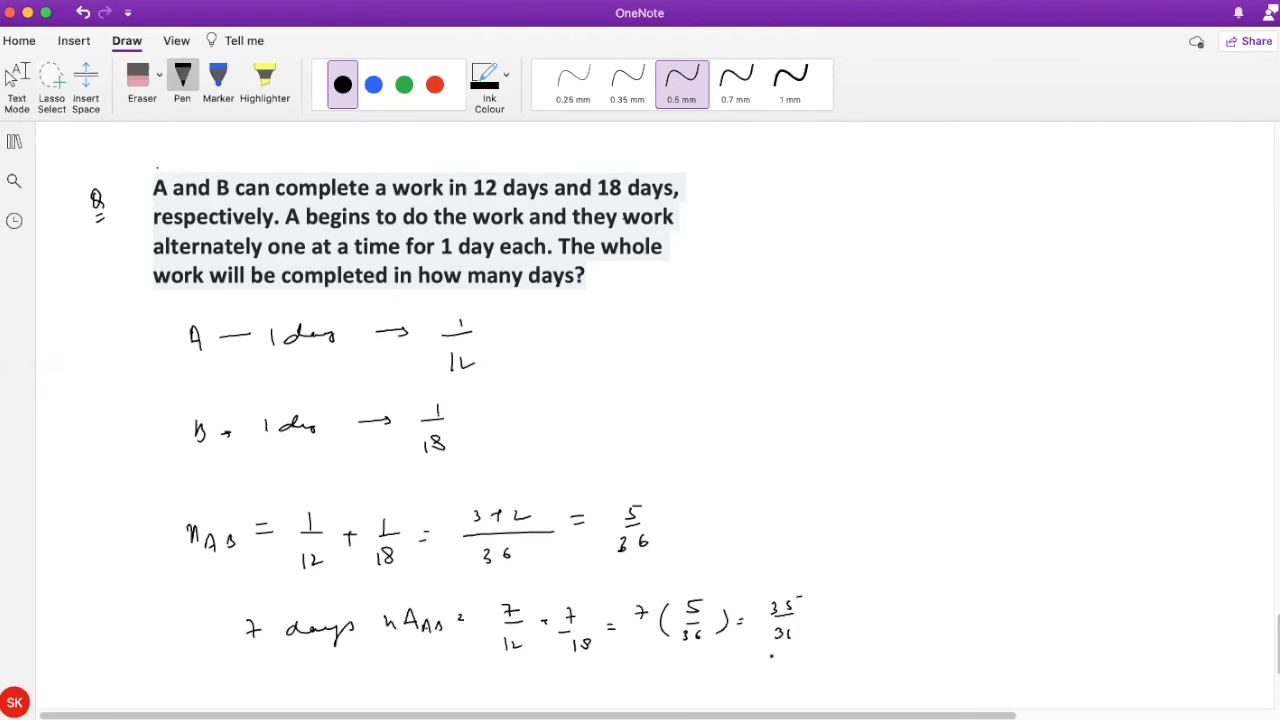 OneNote
Home Insert Draw View Tell me
Share
Text Mode Lasso Select Insert Space Eraser Pen Marker Highlighter Ink Colour 0.25 mm 0.35 mm 0.5 mm 0.7 mm 1 mm
Q
A and B can complete a work in 12 days and 18 days,
respectively. A begins to do the work and they work
alternately one at a time for 1 day each. The whole
work will be completed in how many days?
A — 1 day → 1/12
B 1 day → 1/18
n A B = 1/12 + 1/18 = 3+2/36 = 5/36
7 days 7/12 + 7/18 = 7 (5/36) = 35/36
SK